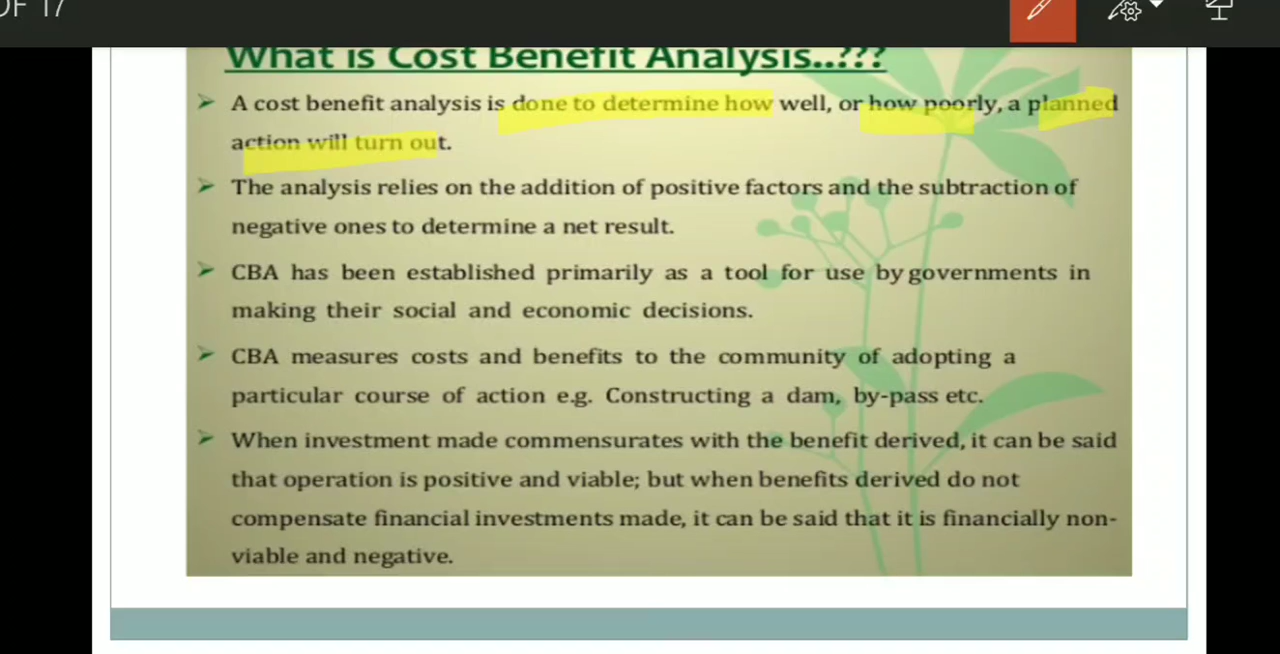 OF 17
What is Cost Benefit Analysis..???
➢ A cost benefit analysis is done to determine how well, or how poorly, a planned
action will turn out.
➢ The analysis relies on the addition of positive factors and the subtraction of
negative ones to determine a net result.
➢ CBA has been established primarily as a tool for use by governments in
making their social and economic decisions.
➢ CBA measures costs and benefits to the community of adopting a
particular course of action e.g. Constructing a dam, by-pass etc.
➢ When investment made commensurates with the benefit derived, it can be said
that operation is positive and viable; but when benefits derived do not
compensate financial investments made, it can be said that it is financially non-
viable and negative.